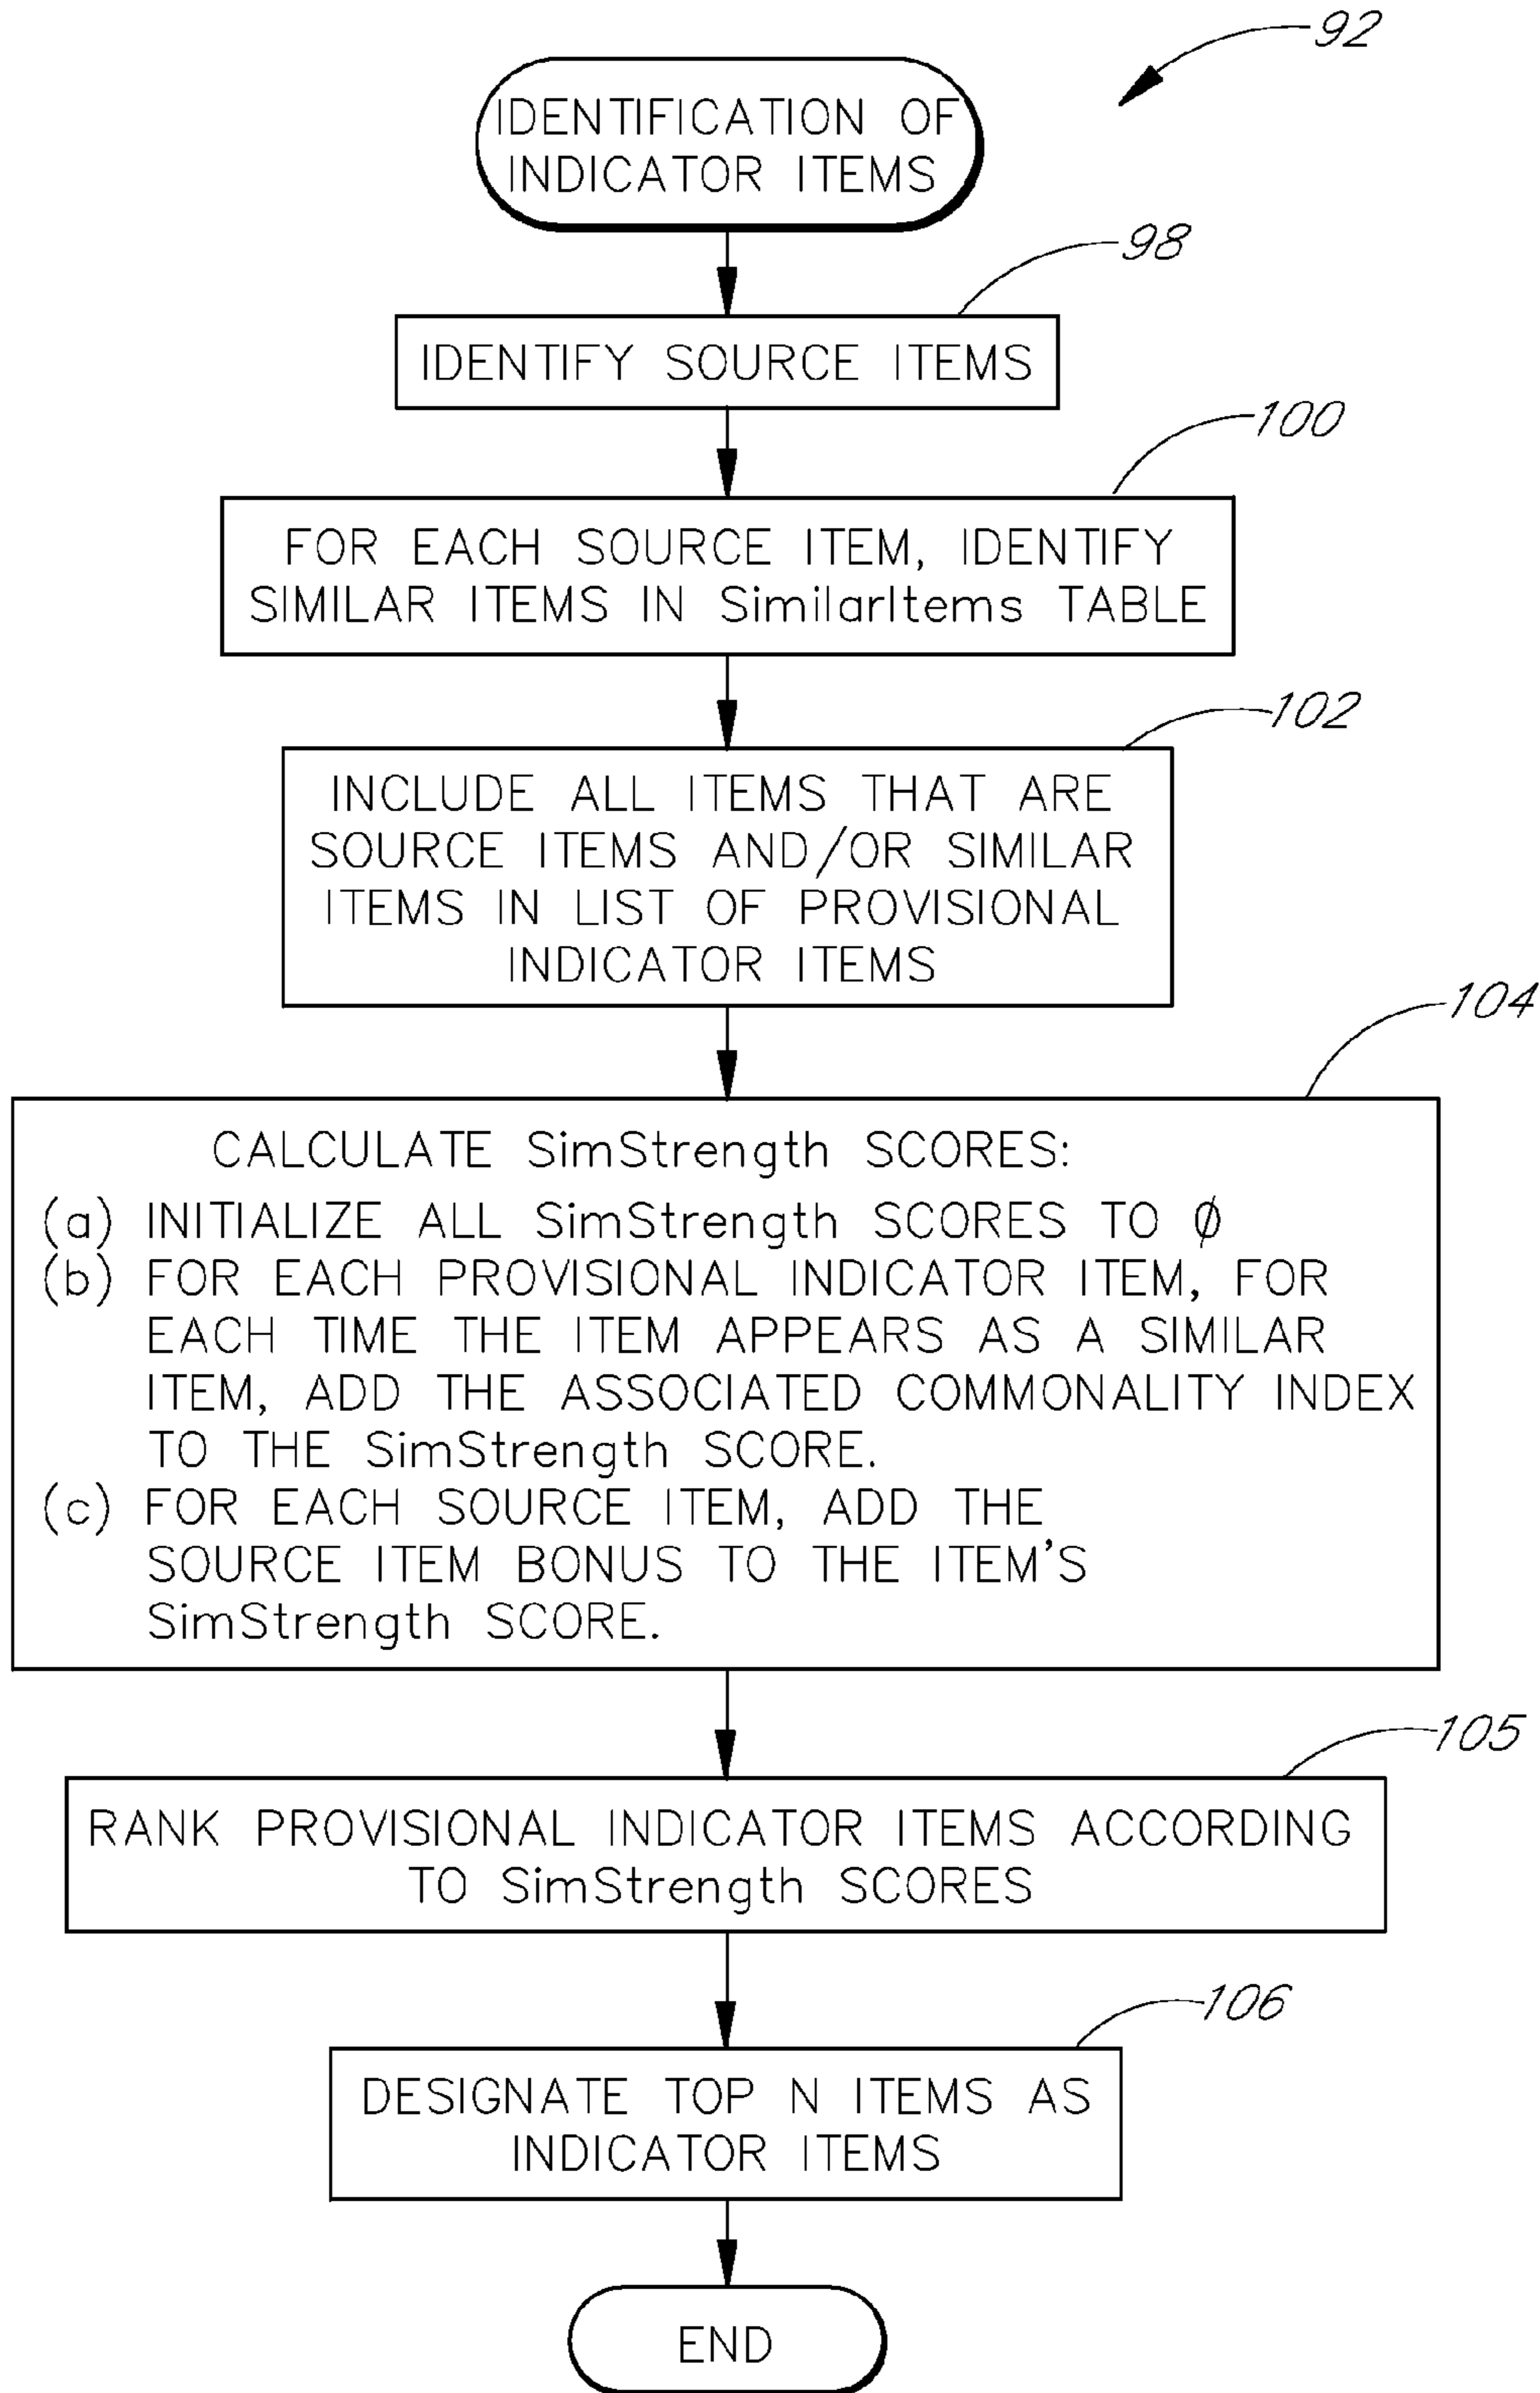 92
IDENTIFICATION OF
INDICATOR ITEMS
98
IDENTIFY SOURCE ITEMS
100
FOR EACH SOURCE ITEM, IDENTIFY
SIMILAR ITEMS IN SimilarItems TABLE
102
INCLUDE ALL ITEMS THAT ARE
SOURCE ITEMS AND/OR SIMILAR
ITEMS IN LIST OF PROVISIONAL
INDICATOR ITEMS
104
CALCULATE SimStrength SCORES:
(a) INITIALIZE ALL SimStrength SCORES TO Ø
(b) FOR EACH PROVISIONAL INDICATOR ITEM, FOR
EACH TIME THE ITEM APPEARS AS A SIMILAR
ITEM, ADD THE ASSOCIATED COMMONALITY INDEX
TO THE SimStrength SCORE.
(c) FOR EACH SOURCE ITEM, ADD THE
SOURCE ITEM BONUS TO THE ITEM'S
SimStrength SCORE.
105
RANK PROVISIONAL INDICATOR ITEMS ACCORDING
TO SimStrength SCORES
106
DESIGNATE TOP N ITEMS AS
INDICATOR ITEMS
END